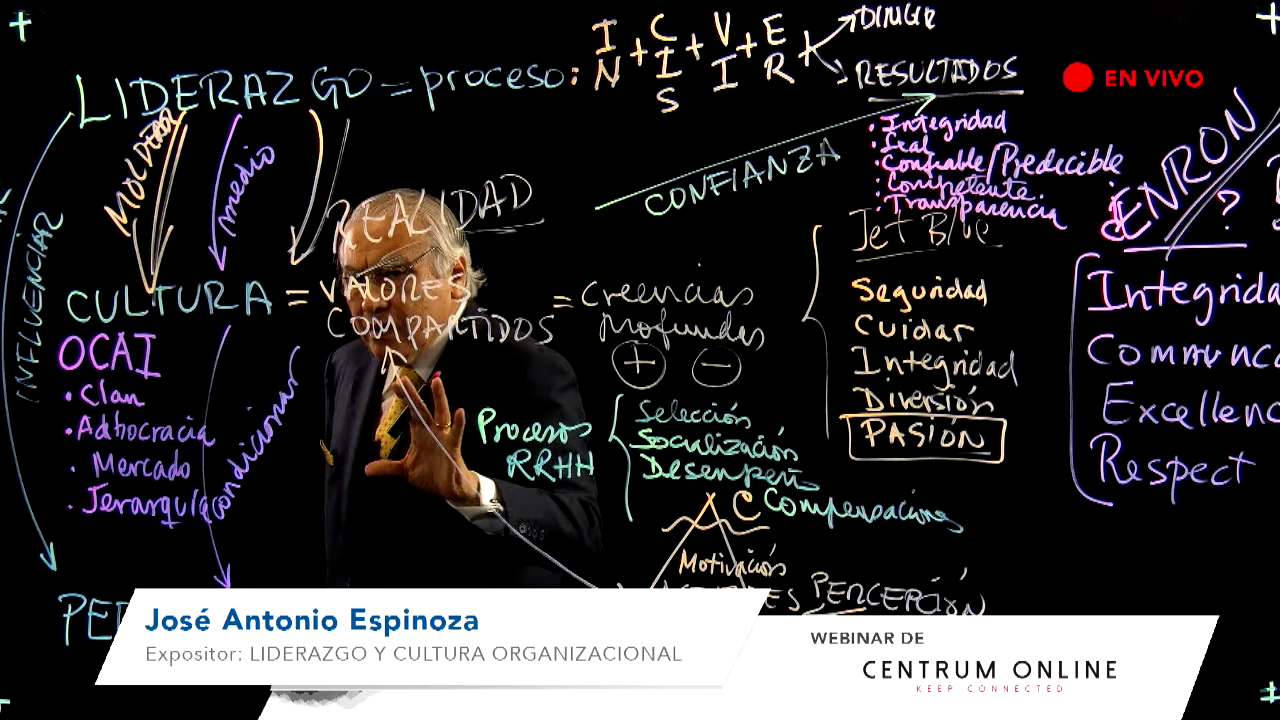 LIDERAZGO = proceso:
IN + CIS + VI + ER +
DIRIGIR
RESULTADOS
EN VIVO
MOLDEAR
medio
INFLUENCIAR
REALIDAD
CONFIANZA
• Integridad
• Leal
• Confiable/Predecible
• Competente
• Transparencia
¿ENRON
?
Jet Blue
CULTURA = VALORES
COMPARTIDOS
= Creencias
profundas
+ −
Seguridad
Cuidar
Integridad
Diversión
PASIÓN
Integrida
Communca
Excellenc
Respect
OCAI
• Clan
• Adhocracia
• Mercado
• Jerarquía
condicionar
Procesos
RRHH
Selección
Socialización
Desempeño
Compensaciones
C
Motivación
PERCEPCIÓN
José Antonio Espinoza
Expositor: LIDERAZGO Y CULTURA ORGANIZACIONAL
WEBINAR DE
CENTRUM ONLINE
KEEP CONNECTED